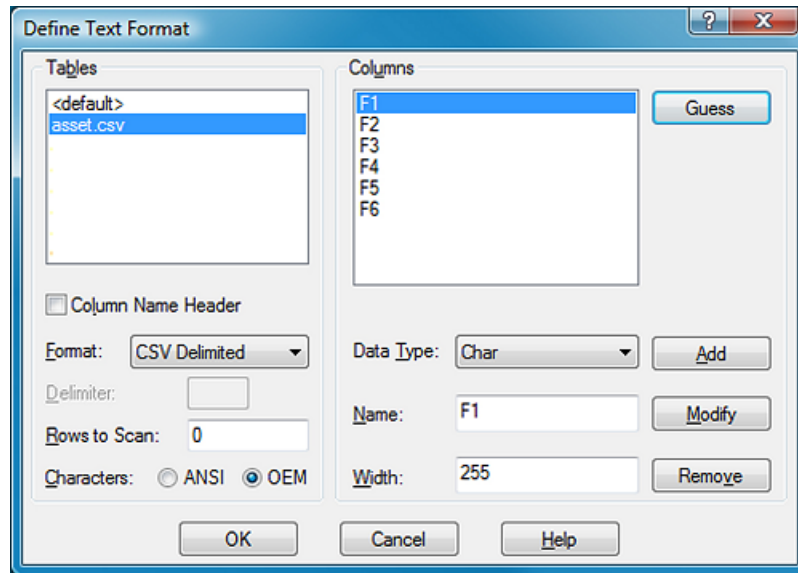 Define Text Format
Tables
<default>
asset.csv
Column Name Header
Format: CSV Delimited
Delimiter:
Rows to Scan: 0
Characters: ANSI OEM
Columns
F1
F2
F3
F4
F5
F6
Guess
Data Type: Char Add
Name: F1 Modify
Width: 255 Remove
OK Cancel Help